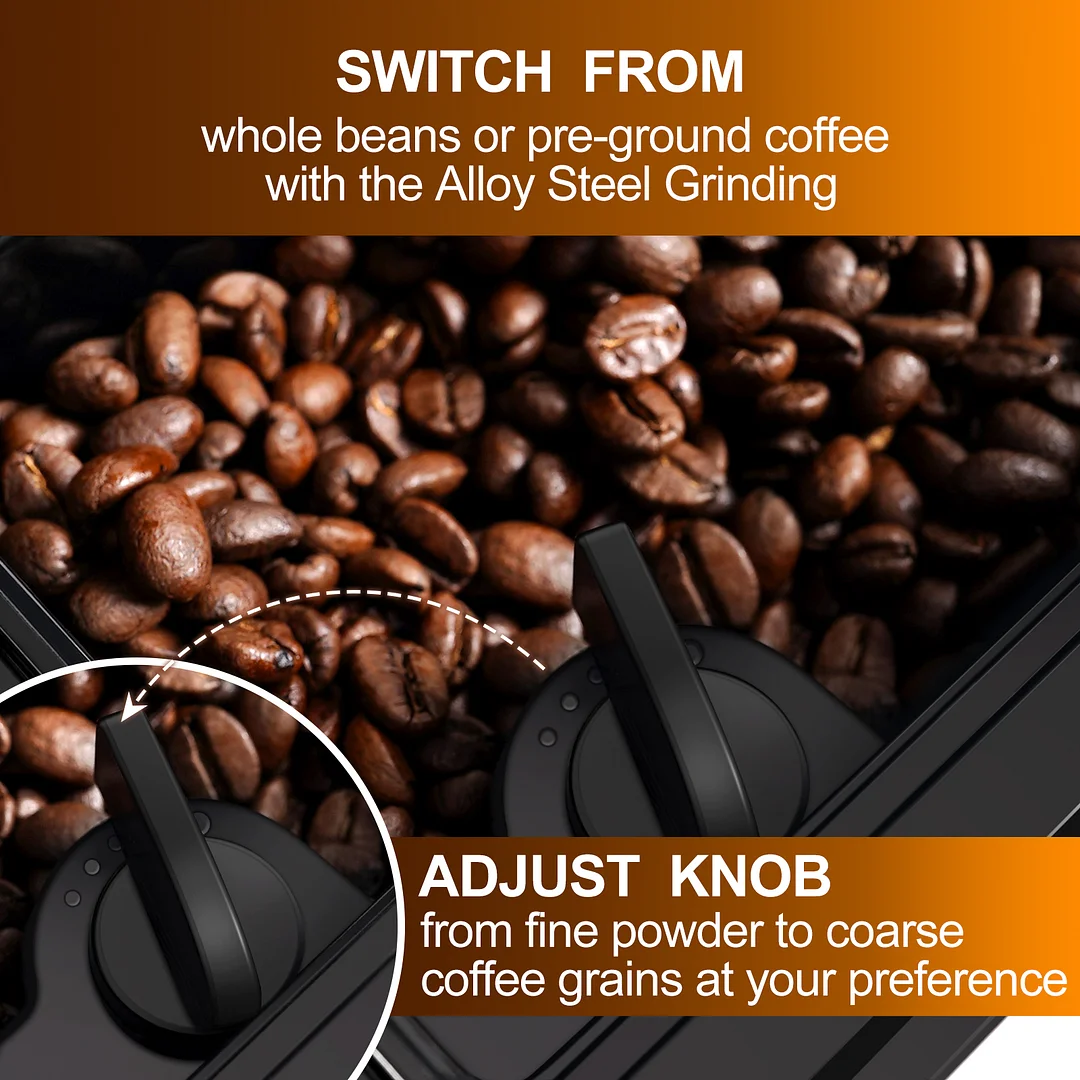 SWITCH FROM
whole beans or pre-ground coffee
with the Alloy Steel Grinding
ADJUST KNOB
from fine powder to coarse
coffee grains at your preference